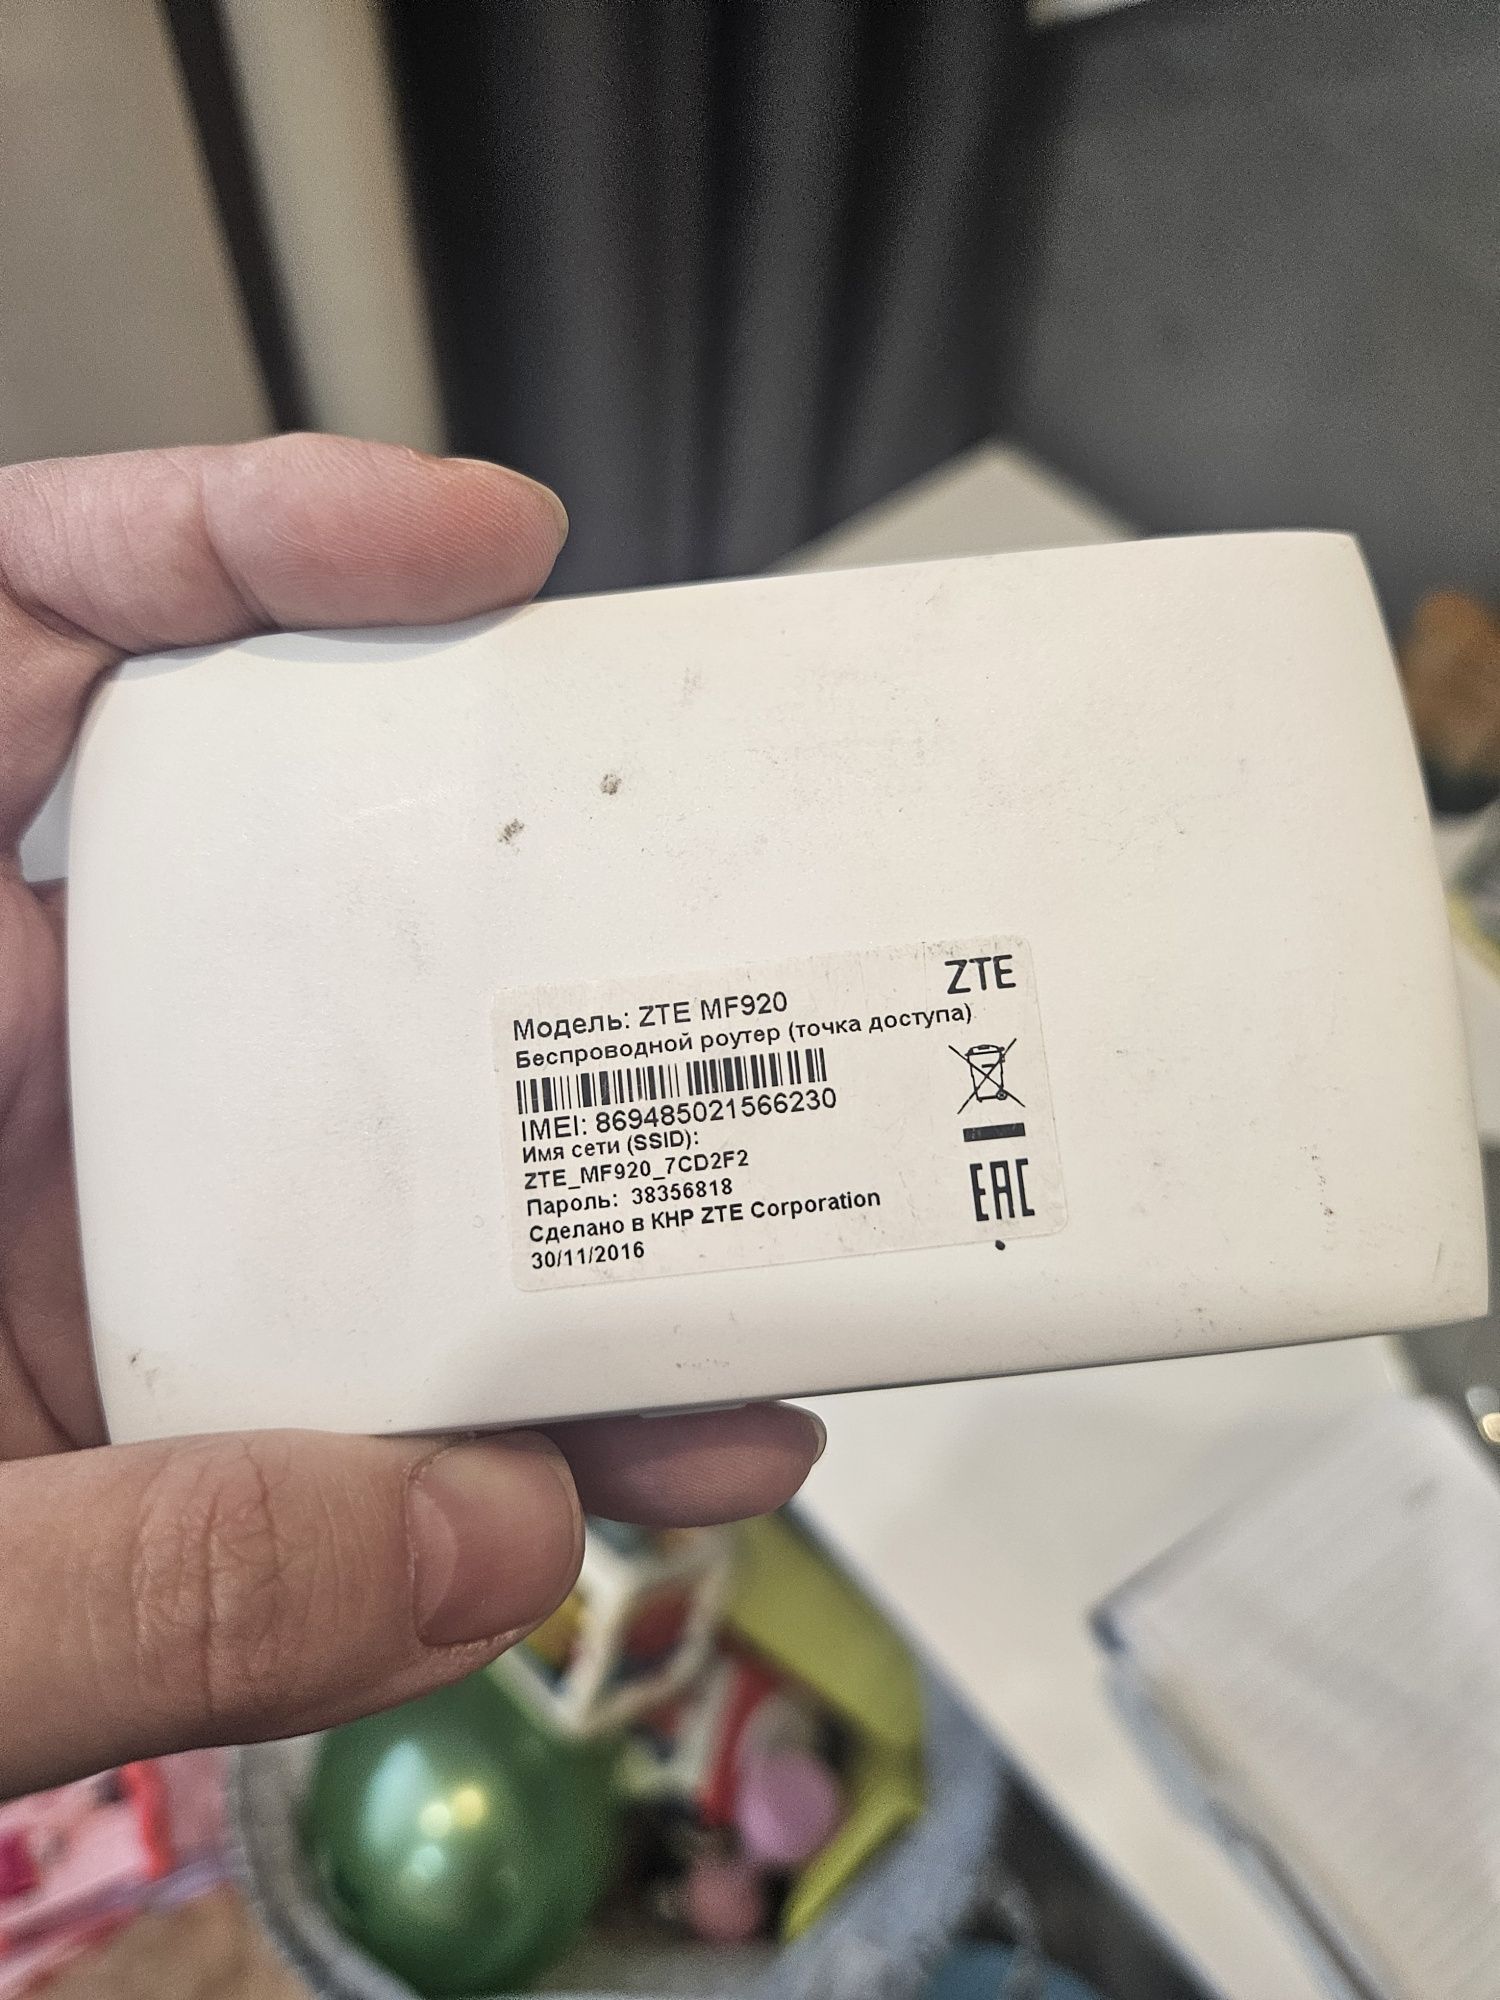 ZTE
Модель: ZTE MF920
Беспроводной роутер (точка доступа)
IMEI: 869485021566230
Имя сети (SSID):
ZTE_MF920_7CD2F2
Пароль: 38356818
Сделано в КНР ZTE Corporation
30/11/2016
EAC